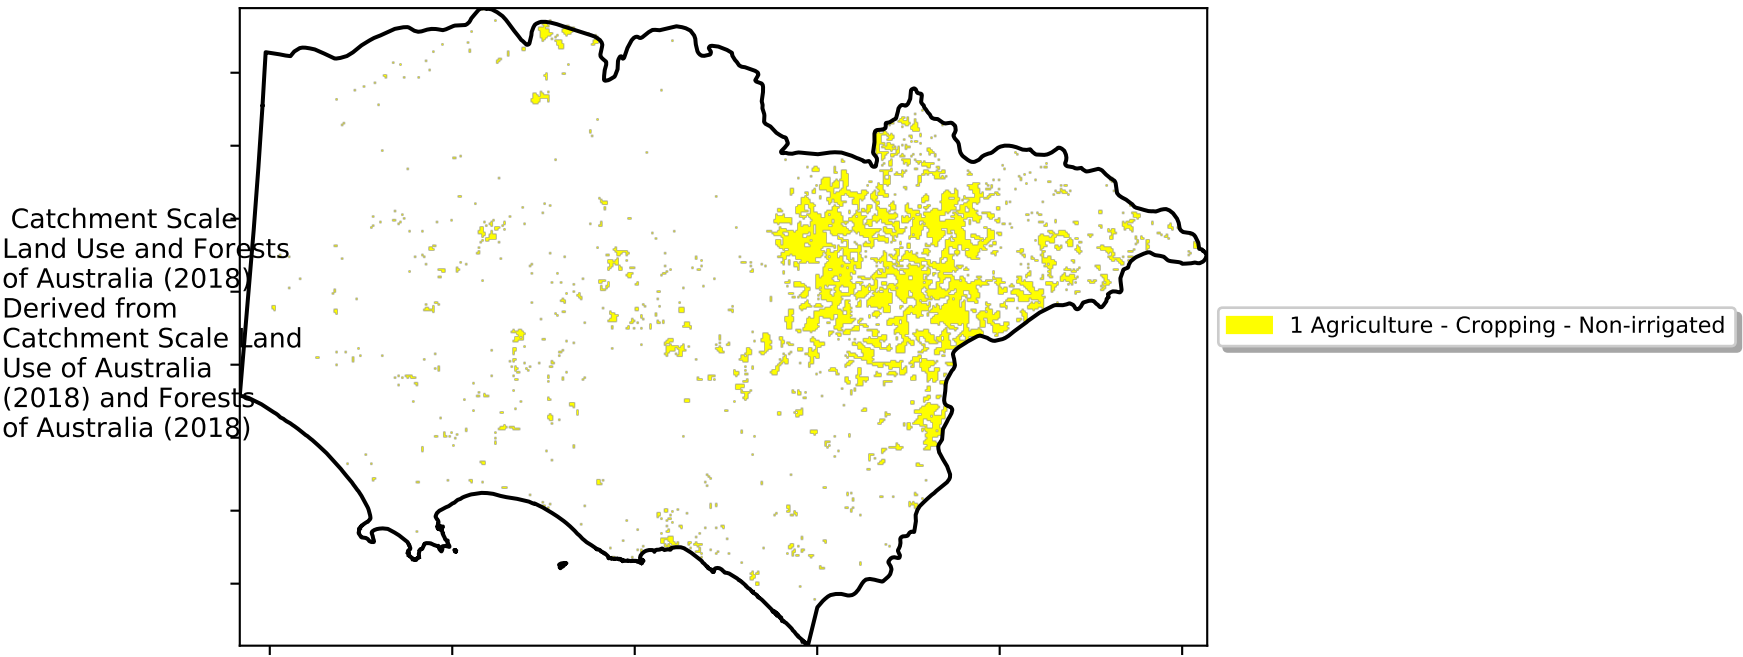 Catchment Scale
Land Use and Forests
of Australia (2018)
Derived from
Catchment Scale Land
Use of Australia
(2018) and Forests
of Australia (2018)
1 Agriculture - Cropping - Non-irrigated